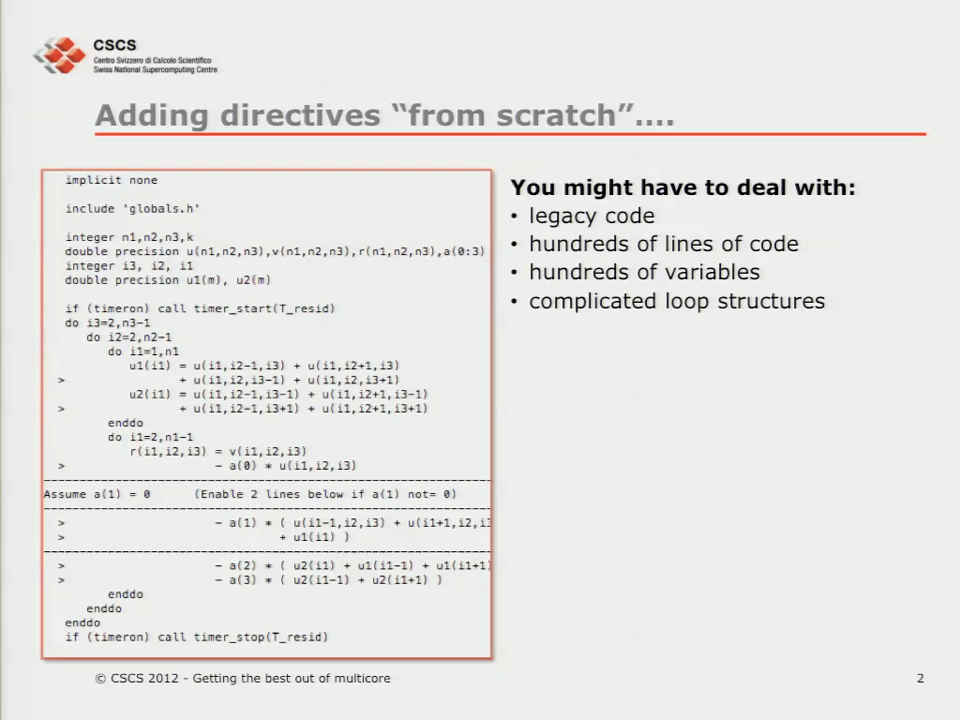 CSCS
Centro Svizzero di Calcolo Scientifico
Swiss National Supercomputing Centre
Adding directives “from scratch”....
implicit none
include 'globals.h'
integer n1,n2,n3,k
double precision u(n1,n2,n3),v(n1,n2,n3),r(n1,n2,n3),a(0:3)
integer i3, i2, i1
double precision u1(m), u2(m)
if (timeron) call timer_start(T_resid)
do i3=2,n3-1
do i2=2,n2-1
do i1=1,n1
u1(i1) = u(i1,i2-1,i3) + u(i1,i2+1,i3)
> + u(i1,i2,i3-1) + u(i1,i2,i3+1)
u2(i1) = u(i1,i2-1,i3-1) + u(i1,i2+1,i3-1)
> + u(i1,i2-1,i3+1) + u(i1,i2+1,i3+1)
enddo
do i1=2,n1-1
r(i1,i2,i3) = v(i1,i2,i3)
> - a(0) * u(i1,i2,i3)
Assume a(1) = 0 (Enable 2 lines below if a(1) not= 0)
> - a(1) * ( u(i1-1,i2,i3) + u(i1+1,i2,i3
> + u1(i1) )
> - a(2) * ( u2(i1) + u1(i1-1) + u1(i1+1)
> - a(3) * ( u2(i1-1) + u2(i1+1) )
enddo
enddo
enddo
if (timeron) call timer_stop(T_resid)
You might have to deal with:
• legacy code
• hundreds of lines of code
• hundreds of variables
• complicated loop structures
© CSCS 2012 - Getting the best out of multicore
2